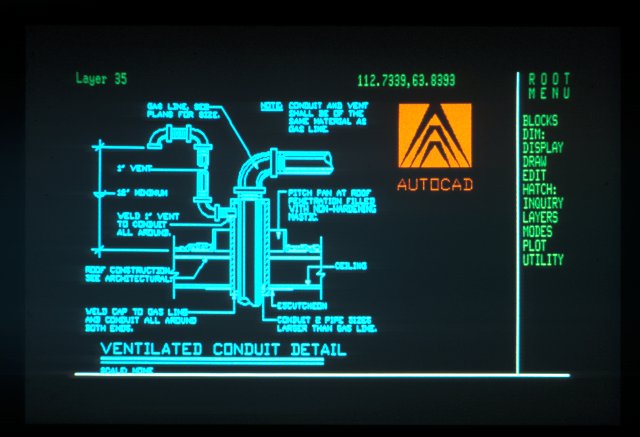 Layer 35
112.7339,63.8393
ROOT
MENU
BLOCKS
DIM:
DISPLAY
DRAW
EDIT
HATCH:
INQUIRY
LAYERS
MODES
PLOT
UTILITY
AUTOCAD
GAS LINE, SEE
PLANS FOR SIZE.
NOTE: CONDUIT AND VENT
SHALL BE OF THE
SAME MATERIAL AS
GAS LINE.
1" VENT
12" MINIMUM
WELD 1" VENT
TO CONDUIT
ALL AROUND.
PITCH PAN AT ROOF
PENETRATION FILLED
WITH NON-HARDENING
MASTIC.
ROOF CONSTRUCTION
SEE ARCHITECTURAL
CEILING
ESCUTCHEON
WELD CAP TO GAS LINE
AND CONDUIT ALL AROUND
BOTH ENDS.
CONDUIT 2 PIPE SIZES
LARGER THAN GAS LINE.
VENTILATED CONDUIT DETAIL
SCALE: NONE